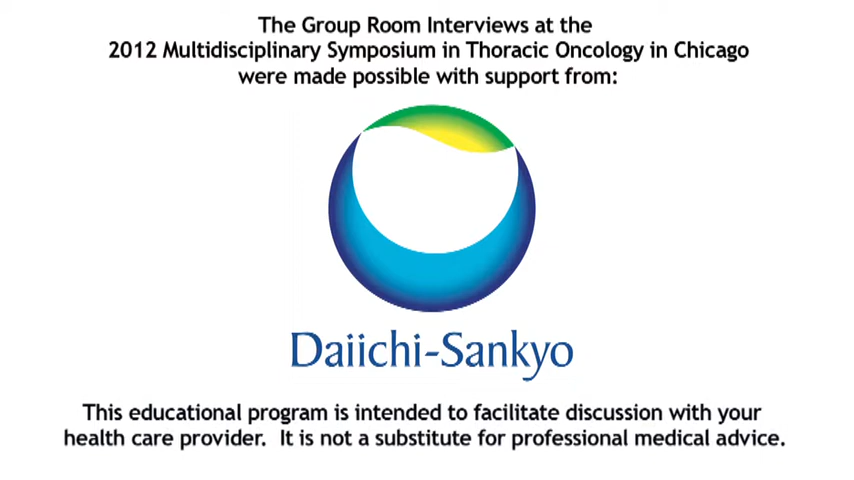 The Group Room Interviews at the
2012 Multidisciplinary Symposium in Thoracic Oncology in Chicago
were made possible with support from:
Daiichi-Sankyo
This educational program is intended to facilitate discussion with your
health care provider.  It is not a substitute for professional medical advice.